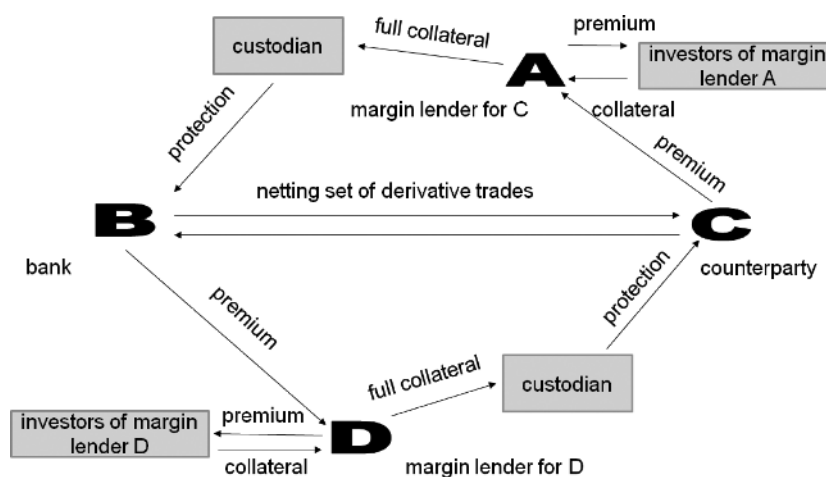 full collateral
premium
custodian
investors of margin
lender A
A
margin lender for C
collateral
protection
premium
netting set of derivative trades
B
C
bank
counterparty
premium
protection
full collateral
custodian
investors of margin
lender D
premium
D
collateral
margin lender for D